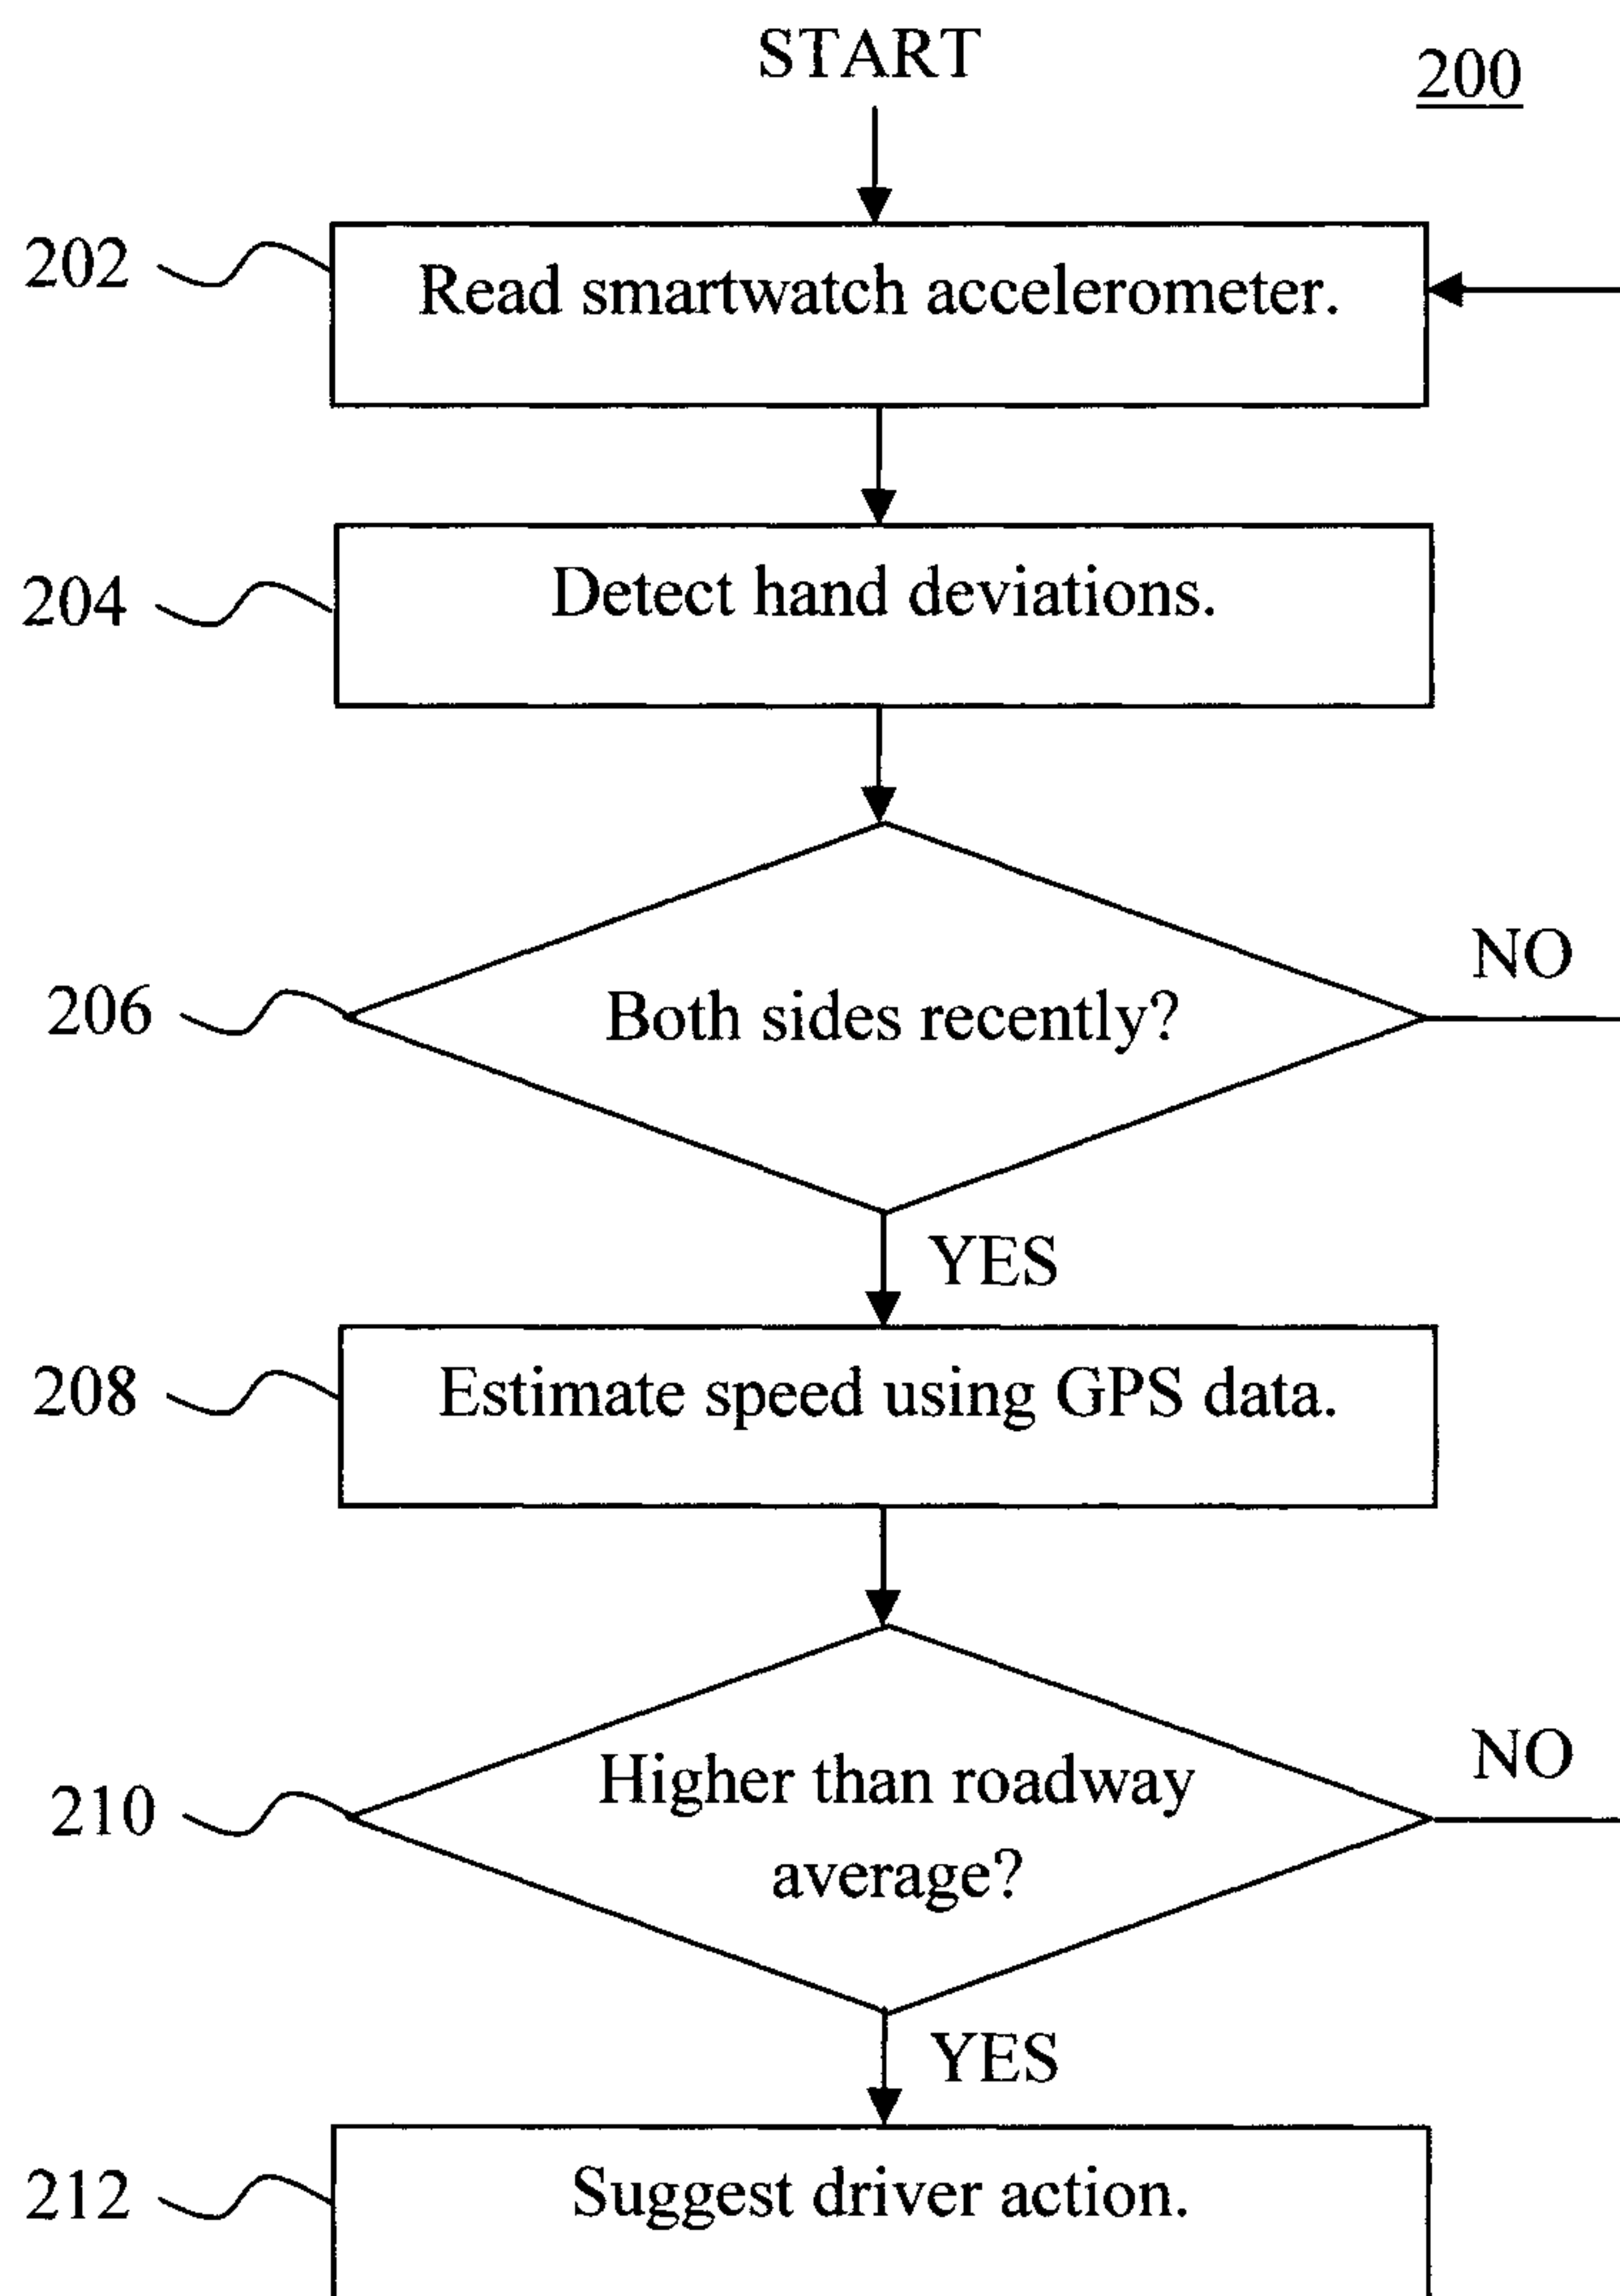 START
200
202
Read smartwatch accelerometer.
204
Detect hand deviations.
NO
206
Both sides recently?
YES
208
Estimate speed using GPS data.
NO
210
Higher than roadway
average?
YES
212
Suggest driver action.